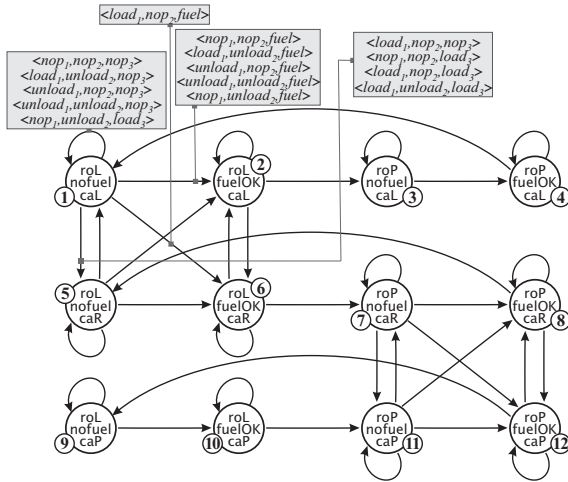 <load1,nop2,fuel>
<nop1,nop2,nop3>
<load1,unload2,nop3>
<unload1,nop2,nop3>
<unload1,unload2,nop3>
<nop1,unload2,load3>
<nop1,nop2,fuel>
<load1,unload2,fuel>
<unload1,nop2,fuel>
<unload1,unload2,fuel>
<nop1,unload2,fuel>
<load1,nop2,nop3>
<nop1,nop2,load3>
<load1,nop2,load3>
<load1,unload2,load3>
roL
nofuel
caL
1
2
roL
fuelOK
caL
roP
nofuel
caL
3
roP
fuelOK
caL
4
5
roL
nofuel
caR
6
roL
fuelOK
caR
roP
nofuel
caR
7
roP
fuelOK
caR
8
roL
nofuel
caP
9
roL
fuelOK
caP
10
roP
nofuel
caP
11
roP
fuelOK
caP
12